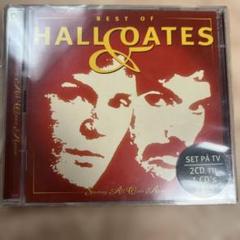 BEST OF
HALL & OATES
SET PÅ TV
2CD TIL
1 CD'S